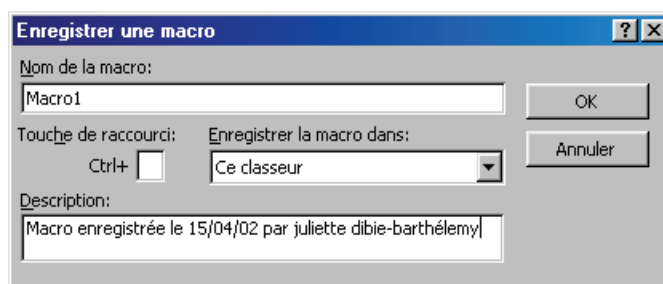 Enregistrer une macro
Nom de la macro:
Macro1
OK
Touche de raccourci: Enregistrer la macro dans:
Ctrl+ Ce classeur
Annuler
Description:
Macro enregistrée le 15/04/02 par juliette dibie-barthélemy